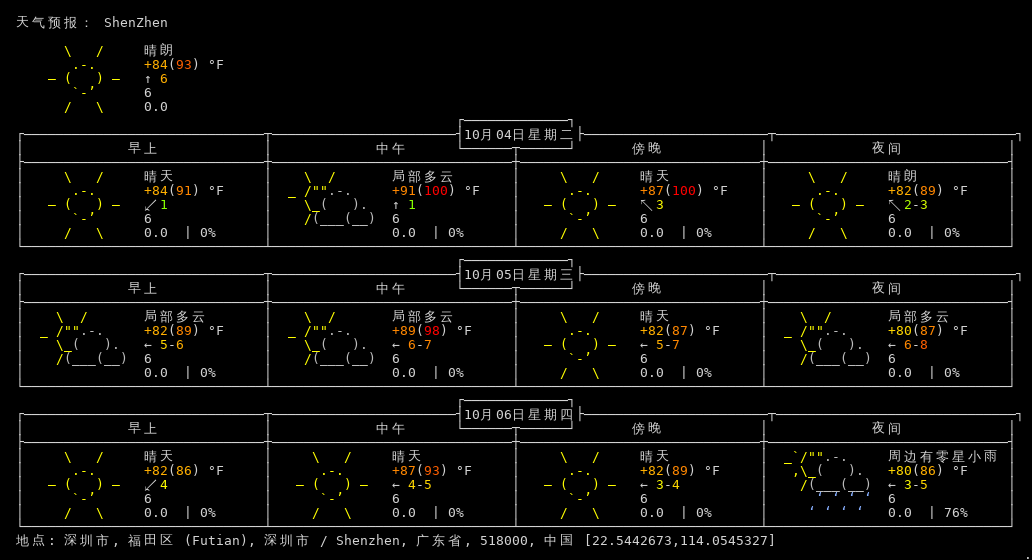 天气预报： ShenZhen
晴朗
+84(93) °F
↑ 6
6
0.0
10月04日星期二
早上 中午 傍晚 夜间
晴天 局部多云 晴天 晴朗
+84(91) °F +91(100) °F +87(100) °F +82(89) °F
↙ 1 ↑ 1 ↖ 3 ↖ 2-3
6 6 6 6
0.0 | 0% 0.0 | 0% 0.0 | 0% 0.0 | 0%
10月05日星期三
早上 中午 傍晚 夜间
局部多云 局部多云 晴天 局部多云
+82(89) °F +89(98) °F +82(87) °F +80(87) °F
← 5-6 ← 6-7 ← 5-7 ← 6-8
6 6 6 6
0.0 | 0% 0.0 | 0% 0.0 | 0% 0.0 | 0%
10月06日星期四
早上 中午 傍晚 夜间
晴天 晴天 晴天 周边有零星小雨
+82(86) °F +87(93) °F +82(89) °F +80(86) °F
↙ 4 ← 4-5 ← 3-4 ← 3-5
6 6 6 6
0.0 | 0% 0.0 | 0% 0.0 | 0% 0.0 | 76%
地点: 深圳市, 福田区 (Futian), 深圳市 / Shenzhen, 广东省, 518000, 中国 [22.5442673,114.0545327]